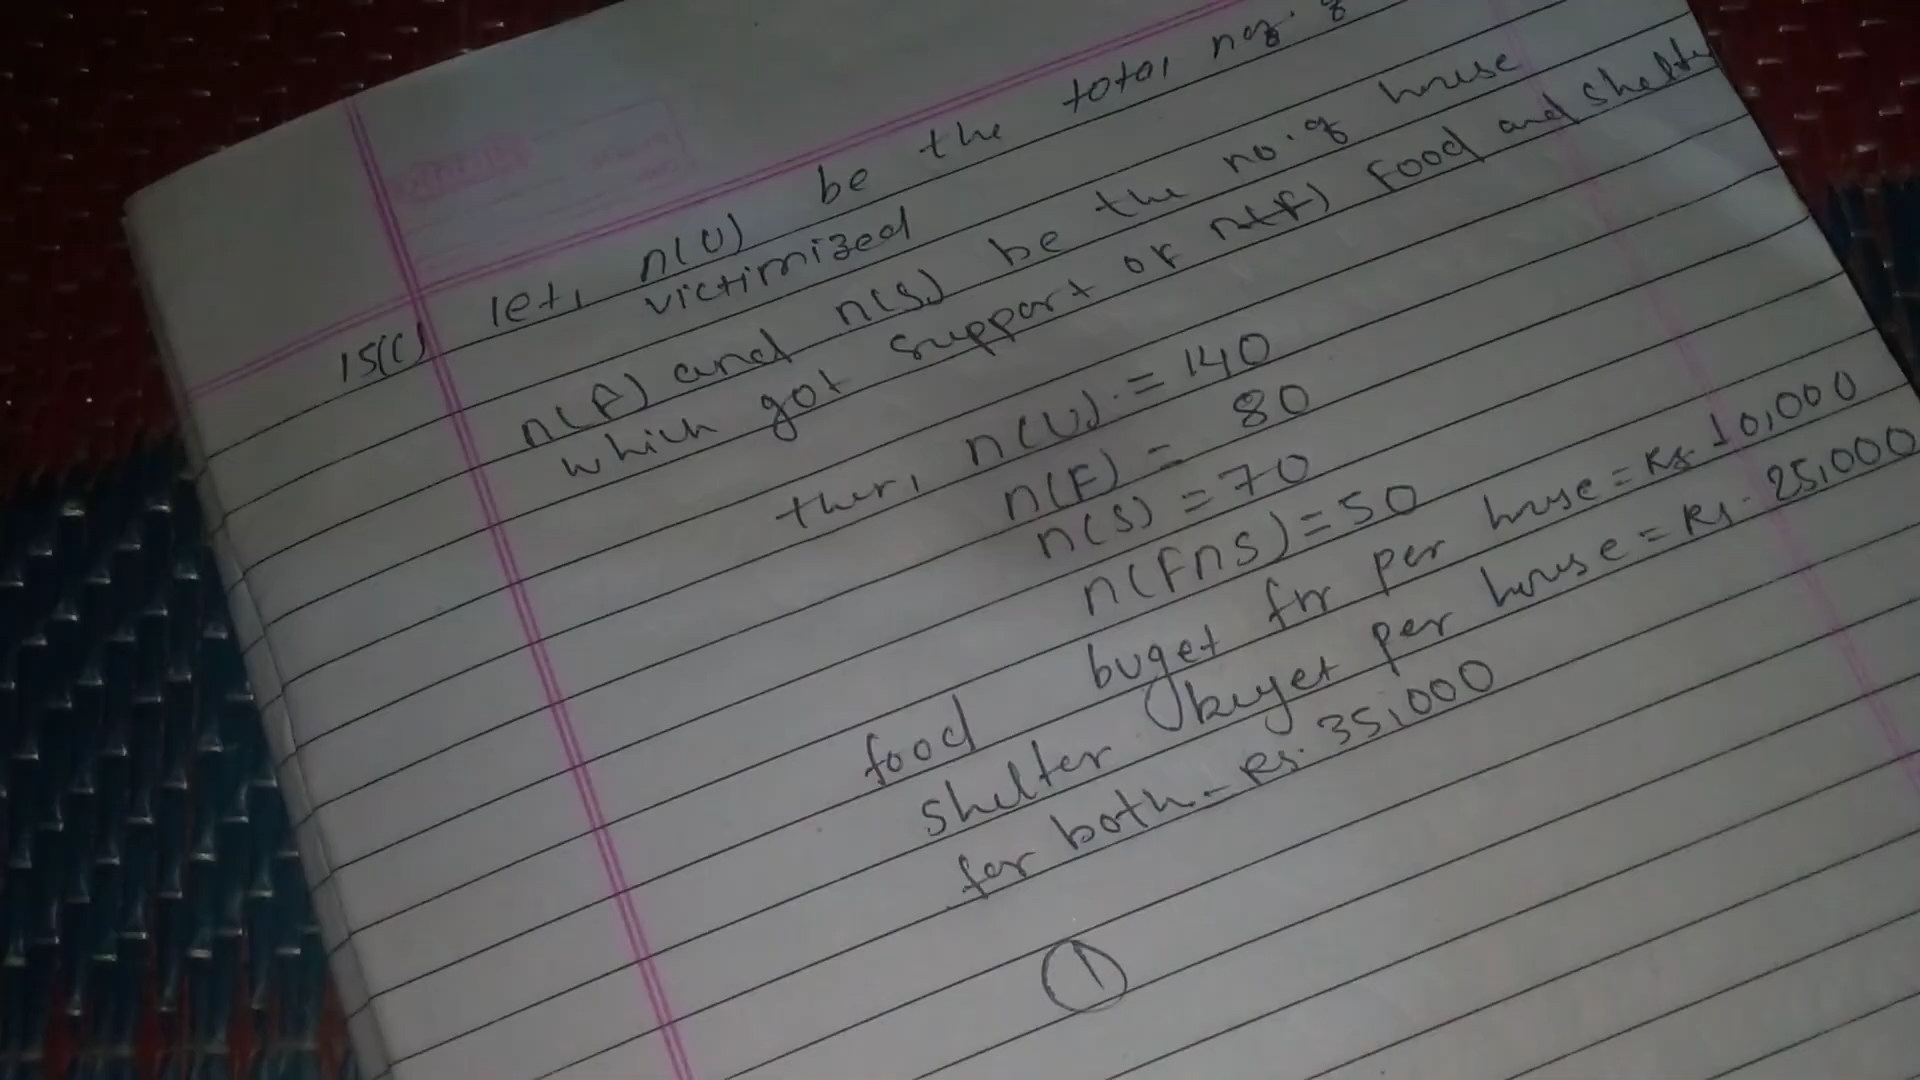 15(c) let, n(U) be the total no. of
victimized
n(F) and n(S) be the no. of house
which got support of food and shelte
then, n(U) = 140
n(F) = 80
n(S) = 70
n(F∩S) = 50
food buget for per house = Rs. 10,000
shelter buget per house = Rs. 25,000
for both - Rs. 35,000
1